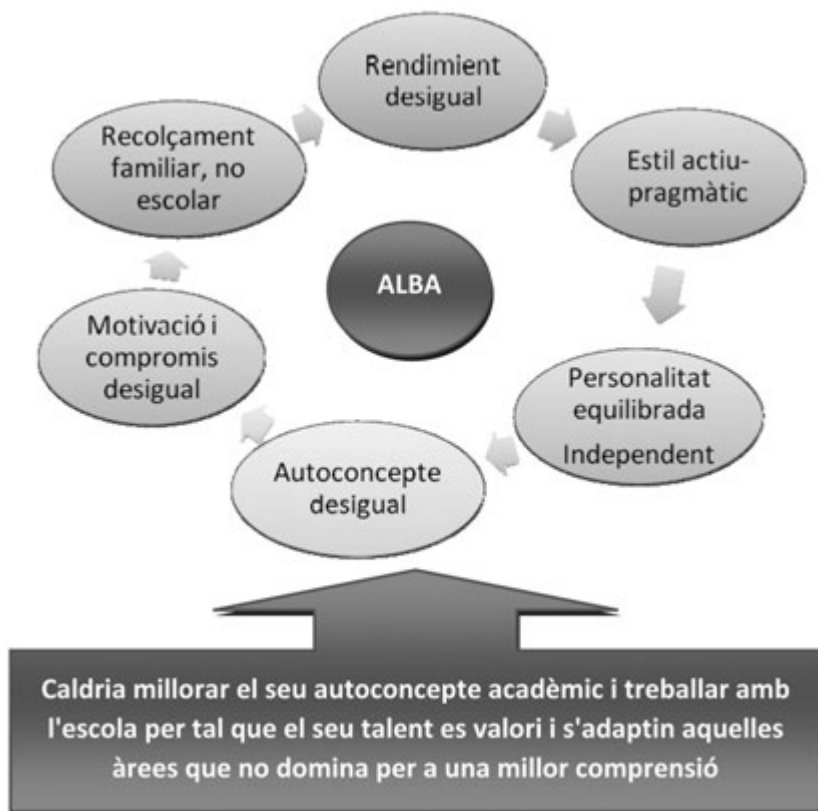 Rendimient
desigual
Estil actiu-
pragmàtic
Personalitat
equilibrada
Independent
Autoconcepte
desigual
Motivació i
compromis
desigual
Recolçament
familiar, no
escolar
ALBA
Caldria millorar el seu autoconcepte acadèmic i treballar amb
l'escola per tal que el seu talent es valori i s'adaptin aquelles
àrees que no domina per a una millor comprensió